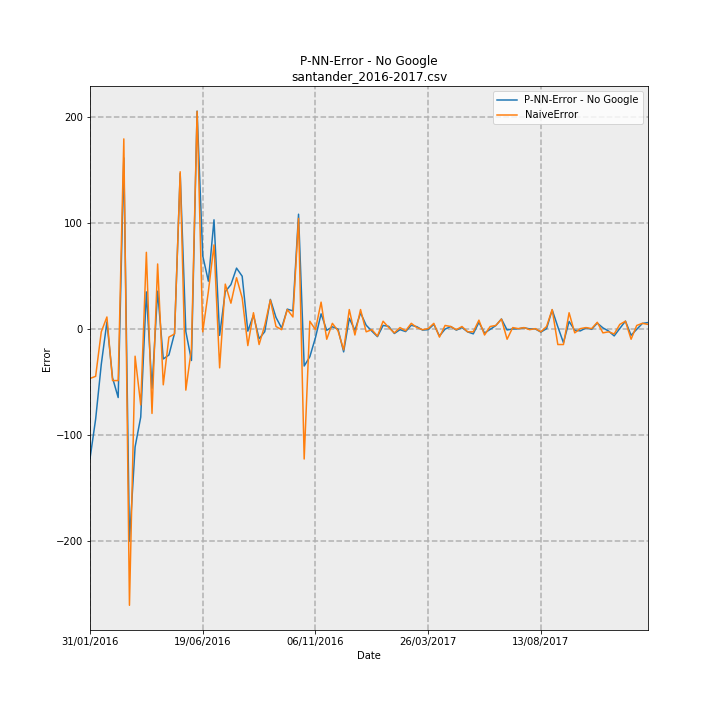 P-NN-Error - No Google
santander_2016-2017.csv
P-NN-Error - No Google
NaiveError
200
100
0
−100
−200
Error
31/01/2016 19/06/2016 06/11/2016 26/03/2017 13/08/2017
Date